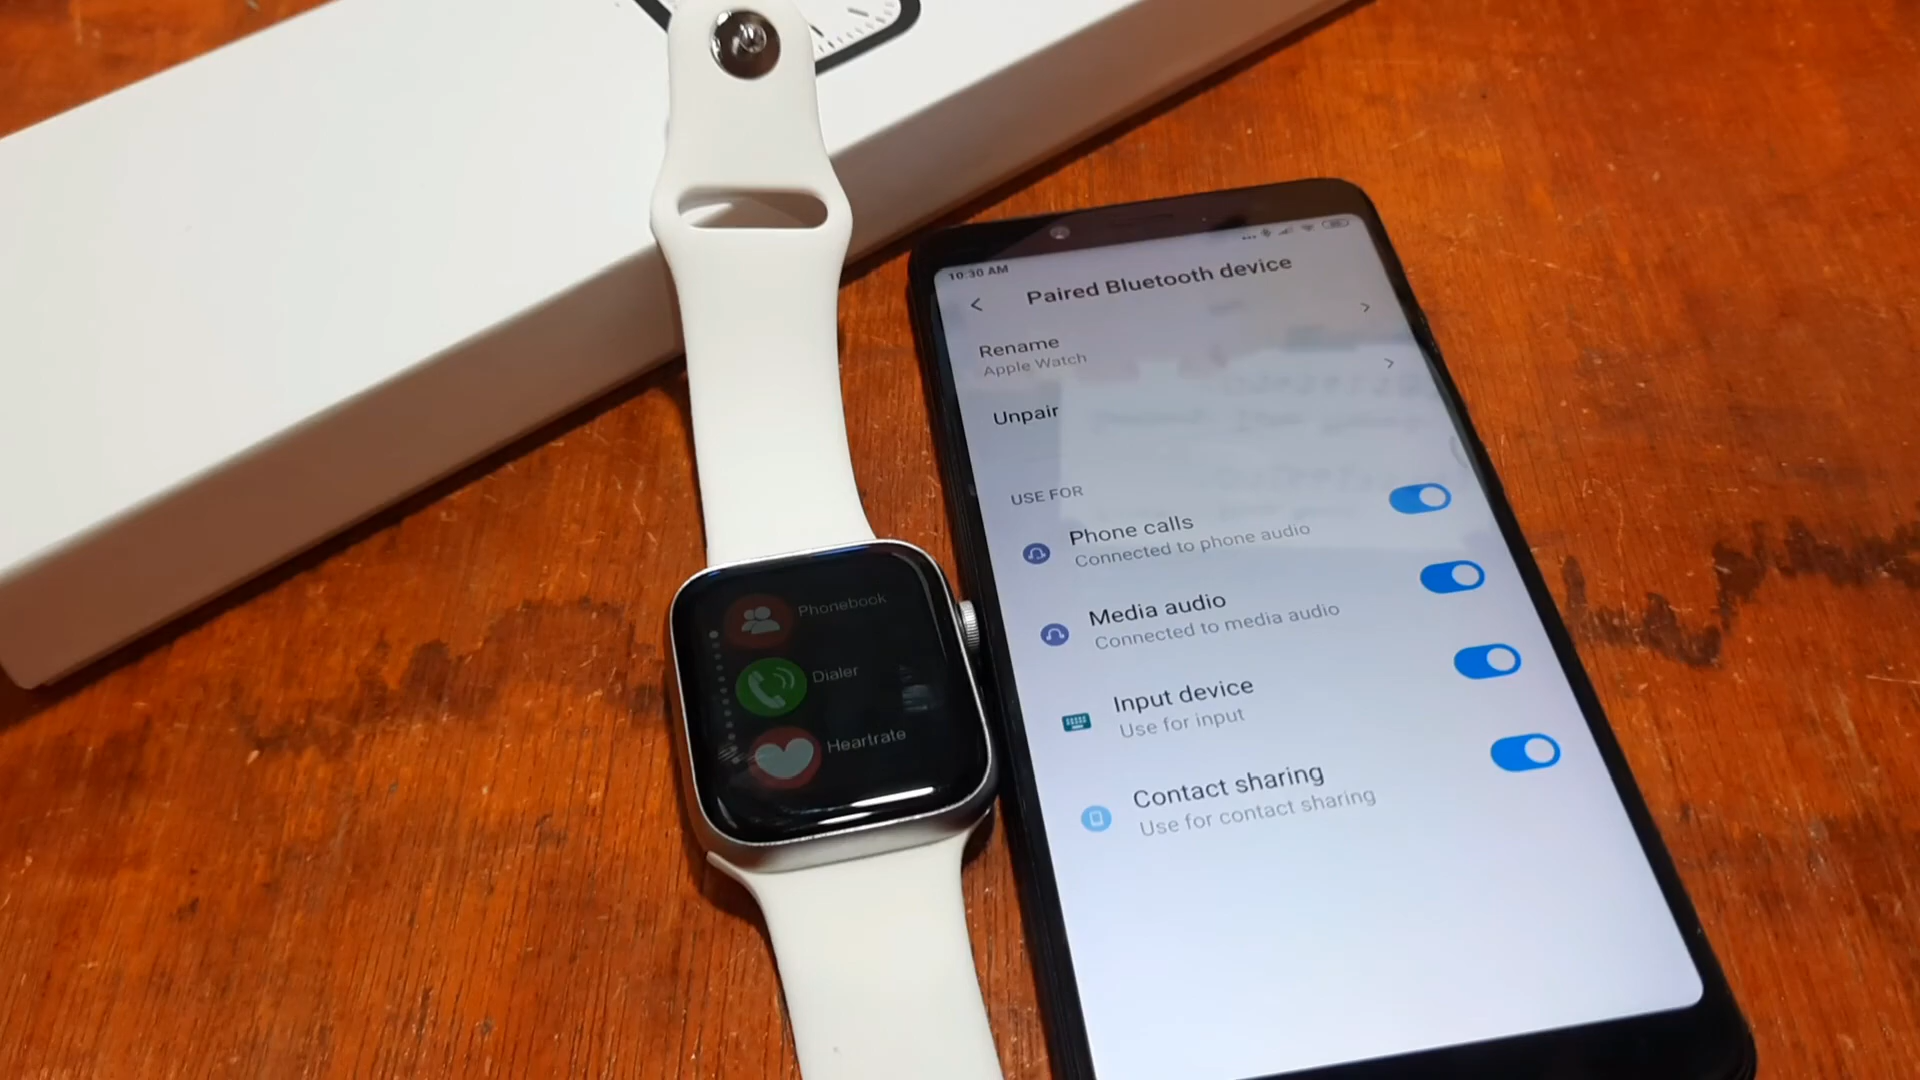 10:30 AM
Paired Bluetooth device
Rename
Apple Watch
Unpair
USE FOR
Phone calls
Connected to phone audio
Media audio
Connected to media audio
Input device
Use for input
Contact sharing
Use for contact sharing
Phonebook
Dialer
Heartrate